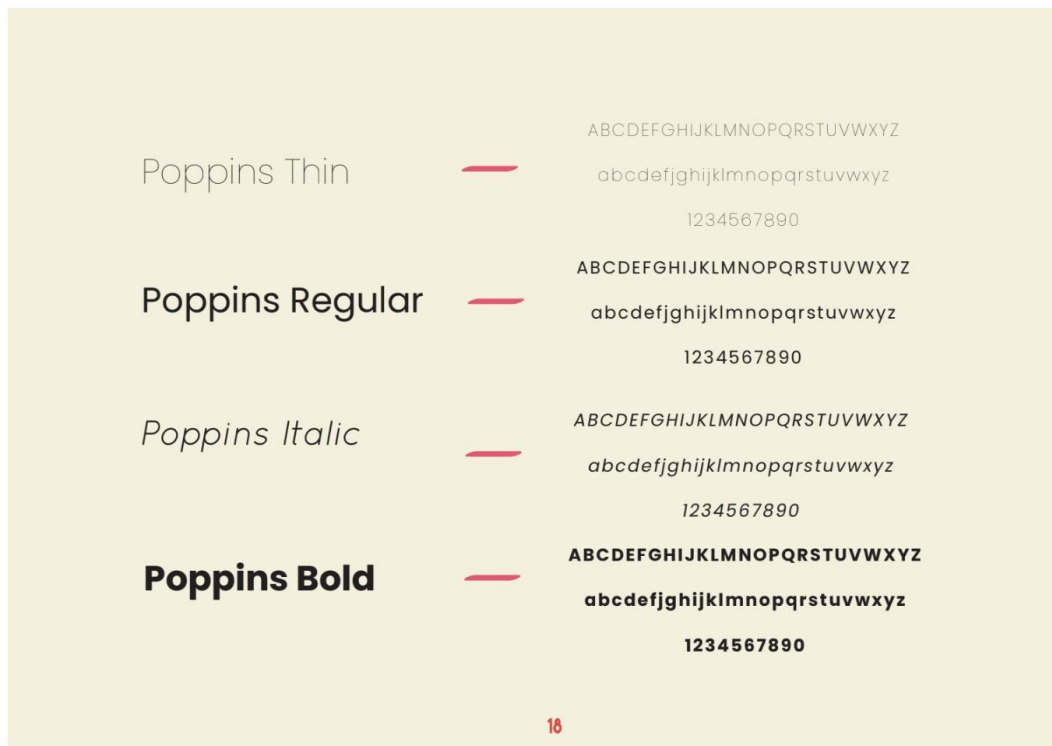 Poppins Thin
ABCDEFGHIJKLMNOPQRSTUVWXYZ
abcdefjghijklmnopqrstuvwxyz
1234567890
Poppins Regular
ABCDEFGHIJKLMNOPQRSTUVWXYZ
abcdefjghijklmnopqrstuvwxyz
1234567890
Poppins Italic
ABCDEFGHIJKLMNOPQRSTUVWXYZ
abcdefjghijklmnopqrstuvwxyz
1234567890
Poppins Bold
ABCDEFGHIJKLMNOPQRSTUVWXYZ
abcdefjghijklmnopqrstuvwxyz
1234567890
18